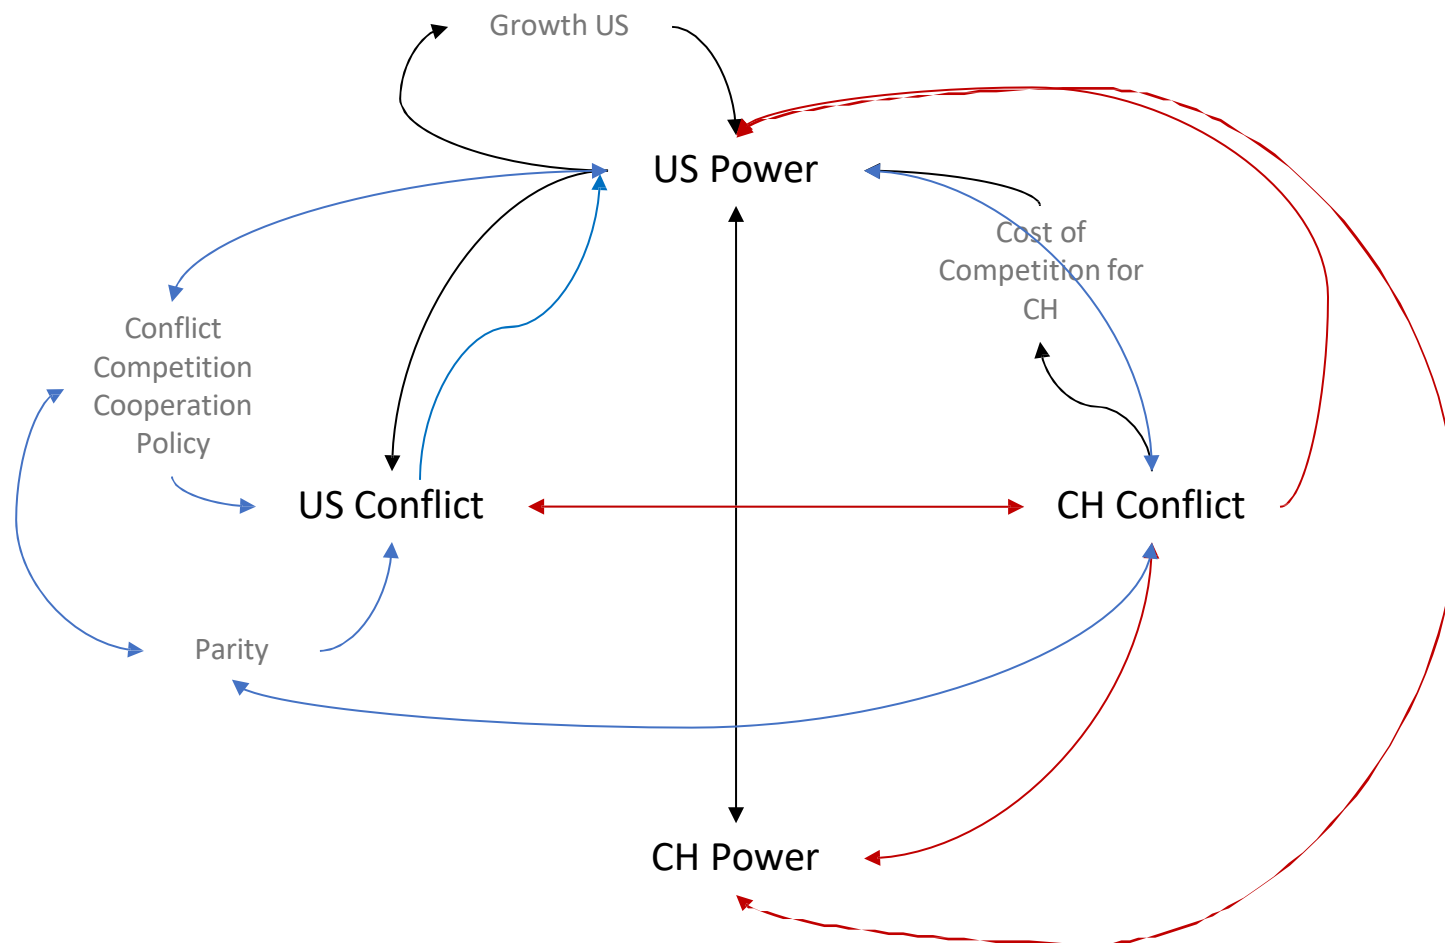 Growth US
US Power
Cost of
Competition for
CH
Conflict
Competition
Cooperation
Policy
US Conflict
CH Conflict
Parity
CH Power